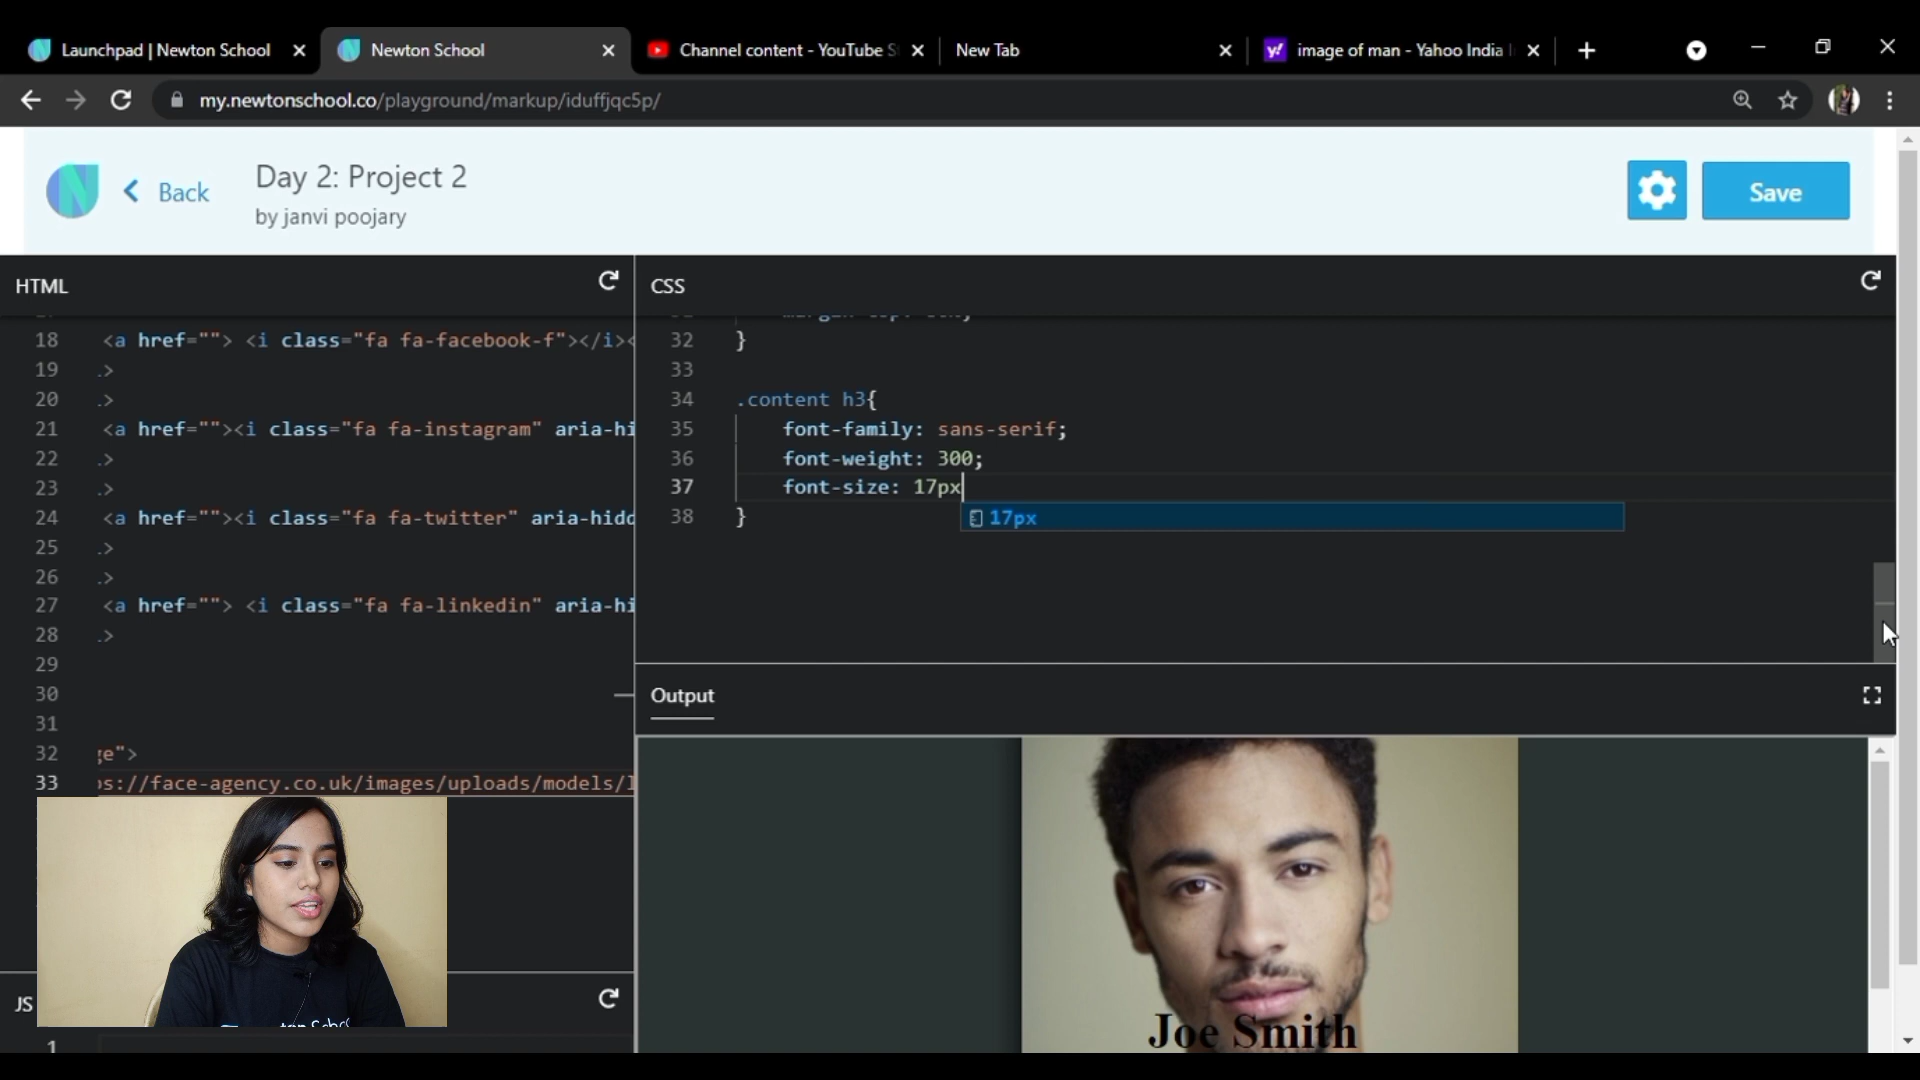 Launchpad | Newton School
Newton School
Channel content - YouTube S
New Tab
image of man - Yahoo India I
my.newtonschool.co/playground/markup/iduffjqc5p/
Back
Day 2: Project 2
by janvi poojary
Save
HTML
18 <a href=""> <i class="fa fa-facebook-f"></i><
19 .>
20 .>
21 <a href=""><i class="fa fa-instagram" aria-hi
22 .>
23 .>
24 <a href=""><i class="fa fa-twitter" aria-hidd
25 .>
26 .>
27 <a href=""> <i class="fa fa-linkedin" aria-hi
28 .>
29
30
31
32 ge">
33 ps://face-agency.co.uk/images/uploads/models/l
JS
1
CSS
32 }
33
34 .content h3{
35 font-family: sans-serif;
36 font-weight: 300;
37 font-size: 17px
38 }
17px
Output
Joe Smith